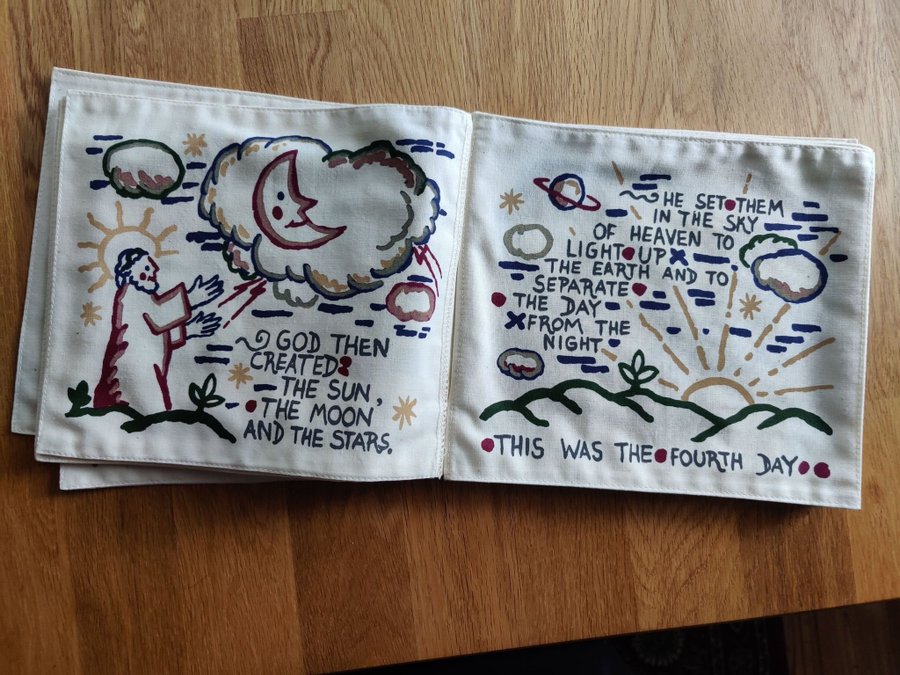 GOD THEN
CREATED:
THE SUN,
THE MOON
AND THE STARS.
HE SET THEM
IN THE SKY
OF HEAVEN TO
LIGHT UP
THE EARTH AND TO
SEPARATE
THE DAY
FROM THE
NIGHT
THIS WAS THE FOURTH DAY